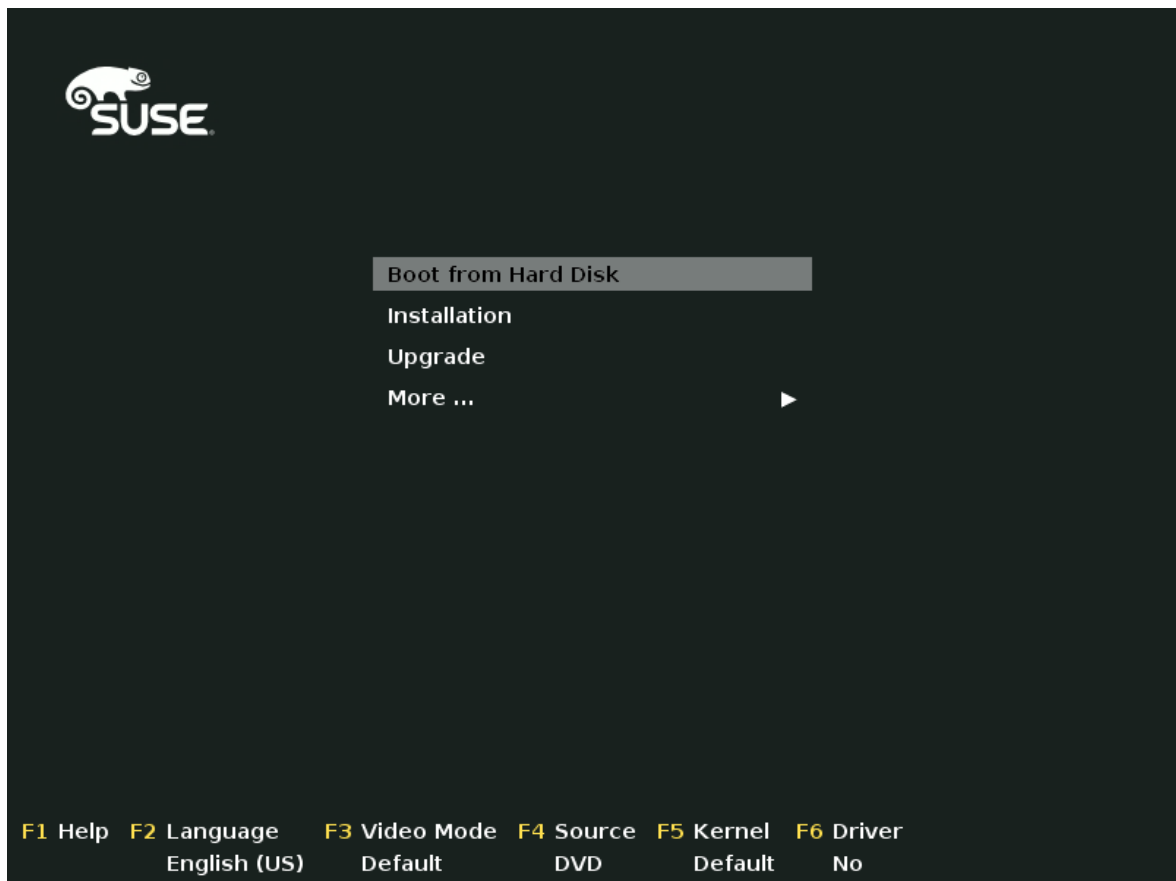 SUSE
Boot from Hard Disk
Installation
Upgrade
More ...
F1 Help F2 Language F3 Video Mode F4 Source F5 Kernel F6 Driver
English (US) Default DVD Default No